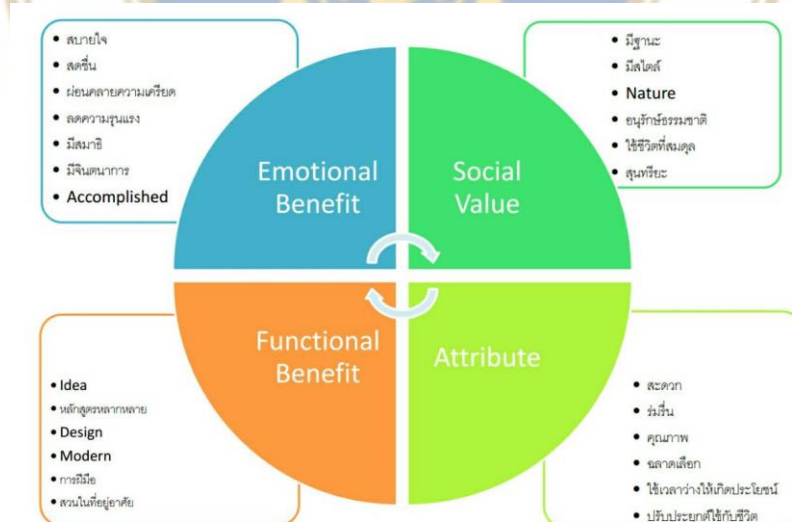 • สบายใจ
• สดชื่น
• ผ่อนคลายความเครียด
• ลดความรุนแรง
• มีสมาธิ
• มีจินตนาการ
• Accomplished
Emotional
Benefit
Social
Value
• มีฐานะ
• มีสไตล์
• Nature
• อนุรักษ์ธรรมชาติ
• ใช้ชีวิตที่สมดุล
• สุนทรียะ
Functional
Benefit
Attribute
• Idea
• หลักสูตรหลากหลาย
• Design
• Modern
• การฝีมือ
• สวนในที่อยู่อาศัย
• สะดวก
• ร่มรื่น
• คุณภาพ
• ฉลาดเลือก
• ใช้เวลาว่างให้เกิดประโยชน์
• ปรับประยุกต์ใช้กับชีวิต